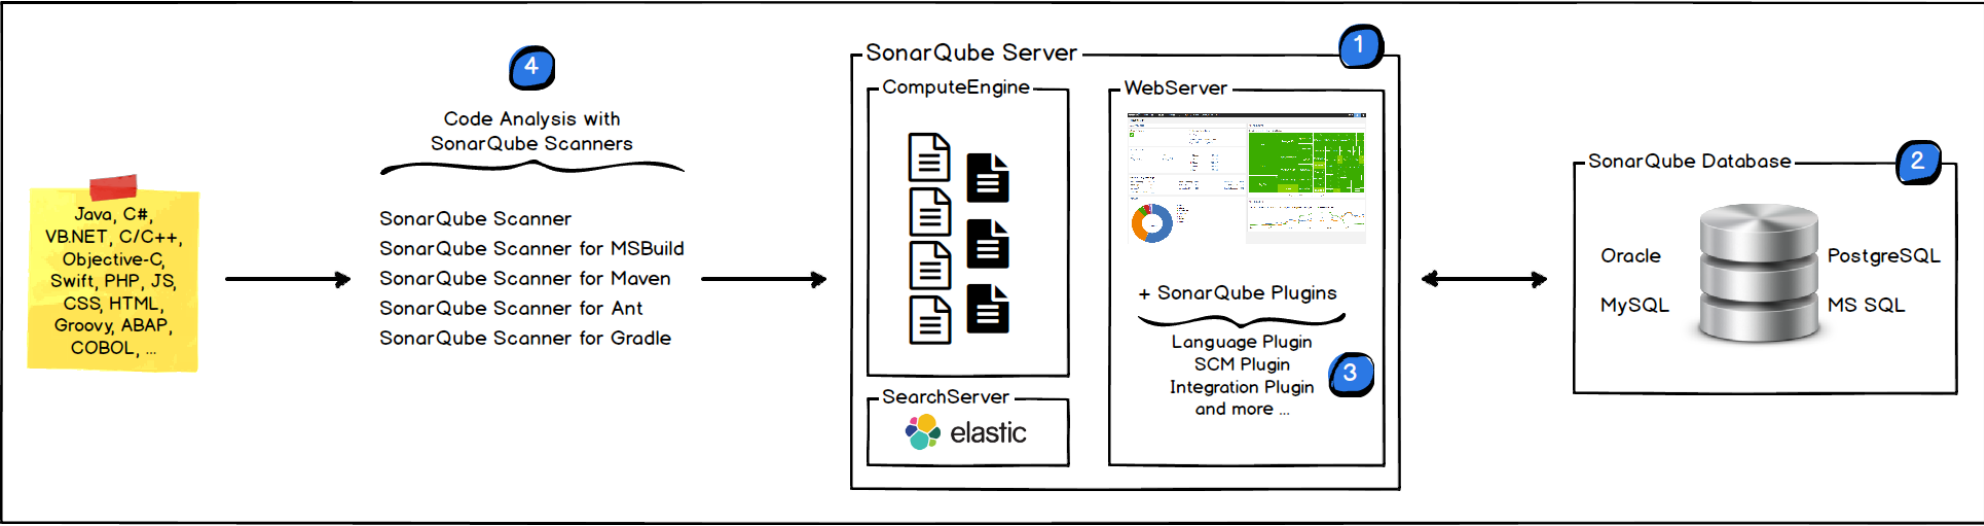 Java, C#,
VB.NET, C/C++,
Objective-C,
Swift, PHP, JS,
CSS, HTML,
Groovy, ABAP,
COBOL, ...
4
Code Analysis with
SonarQube Scanners
SonarQube Scanner
SonarQube Scanner for MSBuild
SonarQube Scanner for Maven
SonarQube Scanner for Ant
SonarQube Scanner for Gradle
SonarQube Server
1
ComputeEngine
SearchServer
elastic
WebServer
+ SonarQube Plugins
Language Plugin
SCM Plugin
Integration Plugin
and more ...
3
SonarQube Database
2
Oracle
MySQL
PostgreSQL
MS SQL